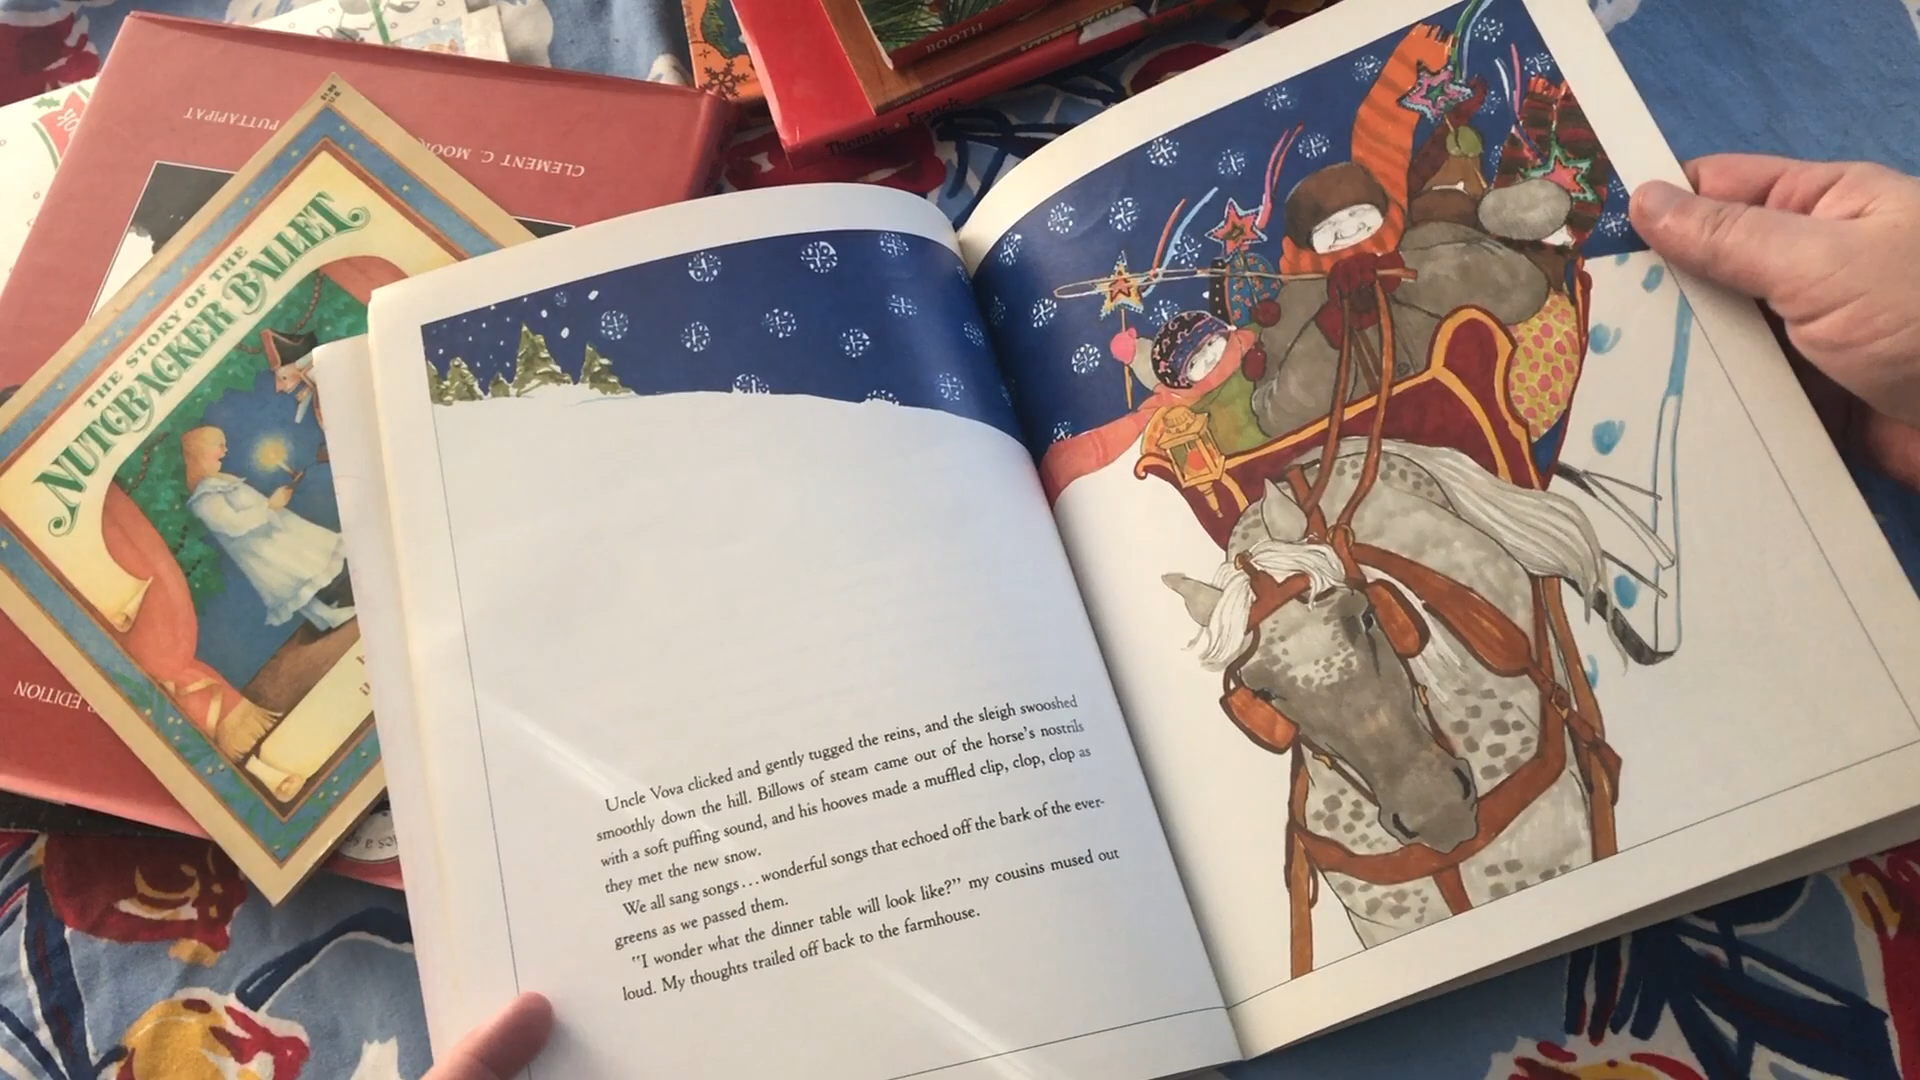 BOOTH
Thomas • Franck
PUTTAPIPAT
CLEMENT C. MOOR
THE STORY OF THE
NUTCRACKER BALLET
EDITION
Uncle Vova clicked and gently tugged the reins, and the sleigh swooshed
smoothly down the hill. Billows of steam came out of the horse's nostrils
with a soft puffing sound, and his hooves made a muffled clip, clop, clop as
they met the new snow.
We all sang songs...wonderful songs that echoed off the bark of the ever-
greens as we passed them.
"I wonder what the dinner table will look like?" my cousins mused out
loud. My thoughts trailed off back to the farmhouse.